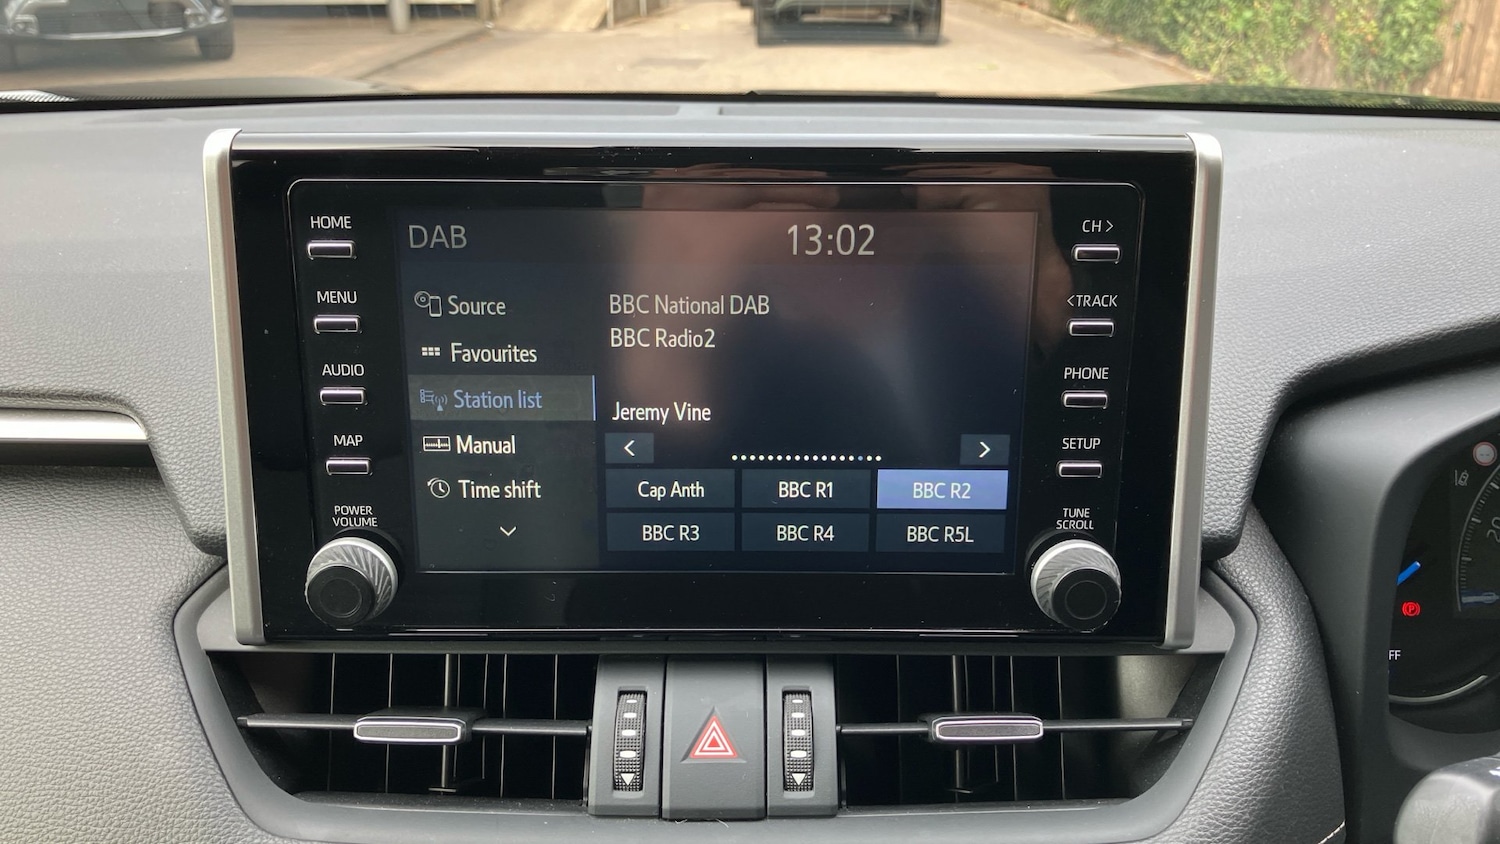 HOME
MENU
AUDIO
MAP
POWER
VOLUME
DAB
13:02
Source
Favourites
Station list
Manual
Time shift
BBC National DAB
BBC Radio2
Jeremy Vine
Cap Anth
BBC R1
BBC R2
BBC R3
BBC R4
BBC R5L
CH >
< TRACK
PHONE
SETUP
TUNE
SCROLL